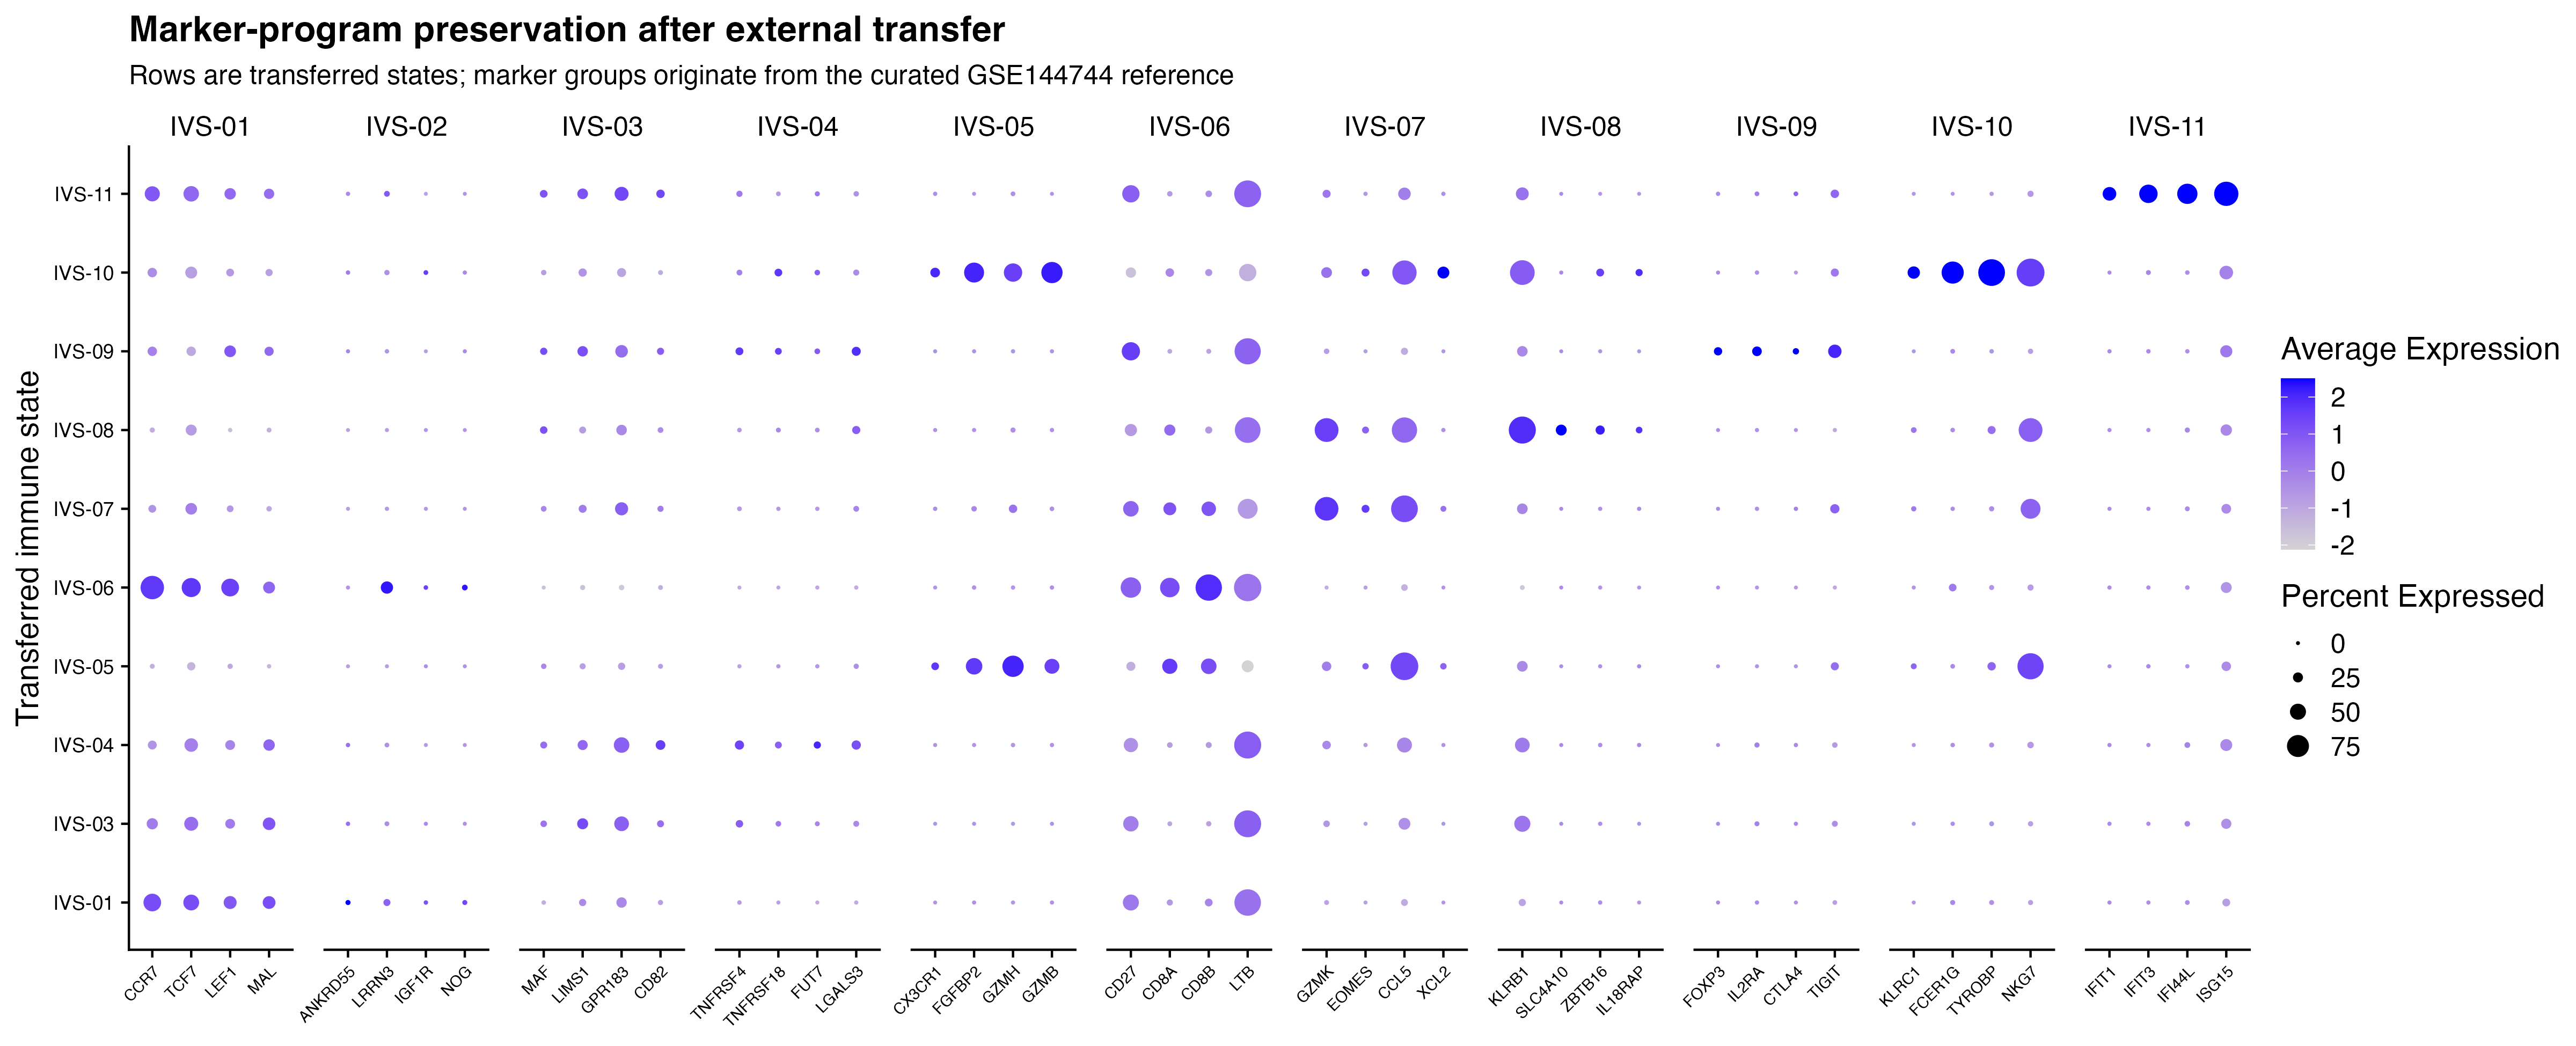 Marker-program preservation after external transfer
Rows are transferred states; marker groups originate from the curated GSE144744 reference
IVS-01 IVS-02 IVS-03 IVS-04 IVS-05 IVS-06 IVS-07 IVS-08 IVS-09 IVS-10 IVS-11
Transferred immune state
IVS-11
IVS-10
IVS-09
IVS-08
IVS-07
IVS-06
IVS-05
IVS-04
IVS-03
IVS-01
CCR7 TCF7 LEF1 MAL ANKRD55 LRRN3 IGF1R NOG MAF LIMS1 GPR183 CD82 TNFRSF4 TNFRSF18 FUT7 LGALS3 CX3CR1 FGFBP2 GZMH GZMB CD27 CD8A CD8B LTB GZMK EOMES CCL5 XCL2 KLRB1 SLC4A10 ZBTB16 IL18RAP FOXP3 IL2RA CTLA4 TIGIT KLRC1 FCER1G TYROBP NKG7 IFIT1 IFIT3 IFI44L ISG15
Average Expression
2
1
0
-1
-2
Percent Expressed
0
25
50
75